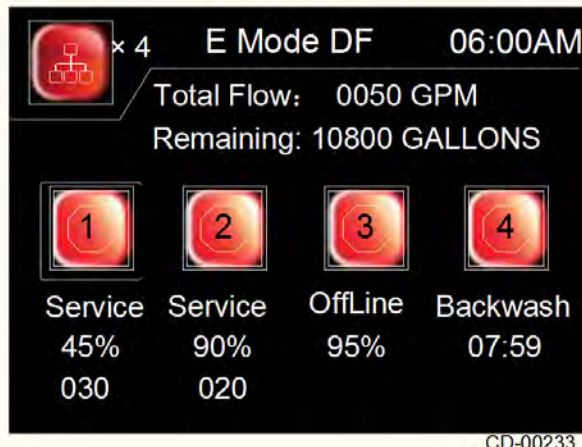 × 4 E Mode DF 06:00AM
Total Flow: 0050 GPM
Remaining: 10800 GALLONS
1 2 3 4
Service Service OffLine Backwash
45% 90% 95% 07:59
030 020
CD-00233